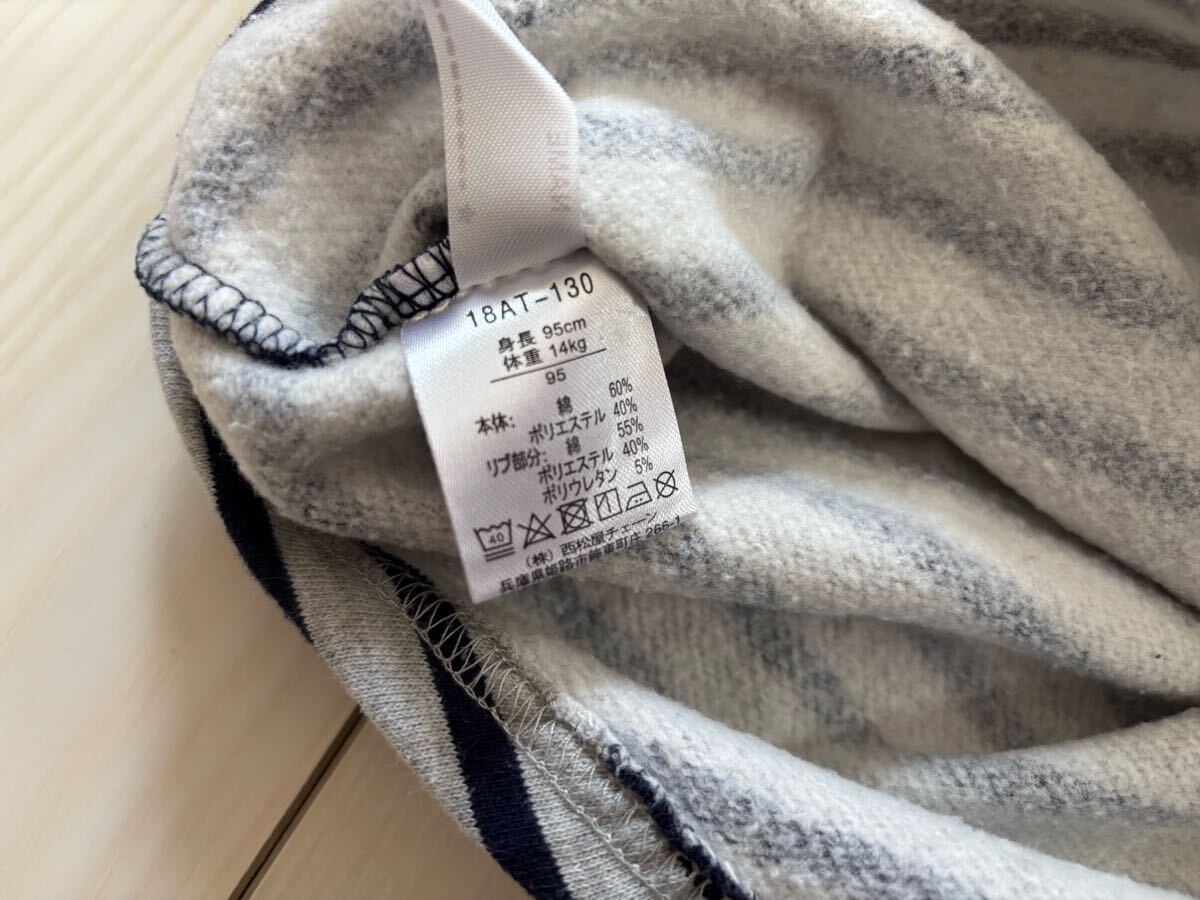 18AT-130
身長 95cm
体重 14kg
95
本体: 綿 60%
ポリエステル 40%
リブ部分: 綿 55%
ポリエステル 40%
ポリウレタン 5%
40
(株) 西松屋チェーン
兵庫県姫路市飾東町庄266-1